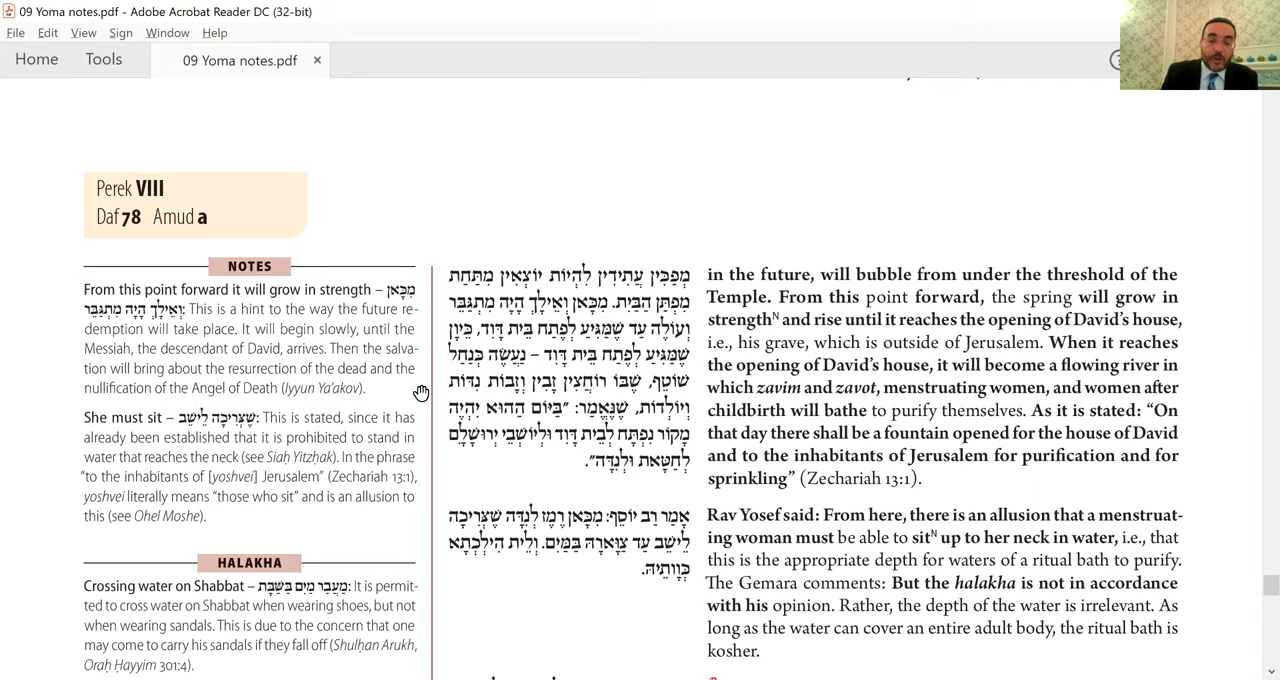 09 Yoma notes.pdf - Adobe Acrobat Reader DC (32-bit)
File Edit View Sign Window Help
Home Tools 09 Yoma notes.pdf ×
Perek VIII
Daf 78 Amud a
NOTES
From this point forward it will grow in strength – מִכָּאן
וְאֵילָךְ הָיָה מִתְגַּבֵּר: This is a hint to the way the future re-
demption will take place. It will begin slowly, until the
Messiah, the descendant of David, arrives. Then the salva-
tion will bring about the resurrection of the dead and the
nullification of the Angel of Death (Iyyun Ya'akov).
She must sit – שֶׁצְּרִיכָה לֵישֵׁב: This is stated, since it has
already been established that it is prohibited to stand in
water that reaches the neck (see Siaḥ Yitzḥak). In the phrase
"to the inhabitants of [yoshvei] Jerusalem" (Zechariah 13:1),
yoshvei literally means "those who sit" and is an allusion to
this (see Ohel Moshe).
HALAKHA
Crossing water on Shabbat – מַעֲבַר מַיִם בַּשַּׁבָּת: It is permit-
ted to cross water on Shabbat when wearing shoes, but not
when wearing sandals. This is due to the concern that one
may come to carry his sandals if they fall off (Shulḥan Arukh,
Oraḥ Ḥayyim 301:4).
מְפַכִּין עֲתִידִין לִהְיוֹת יוֹצְאִין מִתַּחַת
מִפְתַּן הַבַּיִת. מִכָּאן וְאֵילָךְ הָיָה מִתְגַּבֵּר
וְעוֹלֶה עַד שֶׁמַּגִּיעַ לְפֶתַח בֵּית דָּוִד, כֵּיוָן
שֶׁמַּגִּיעַ לְפֶתַח בֵּית דָּוִד – נַעֲשֶׂה כְּנַחַל
שׁוֹטֵף, שֶׁבּוֹ רוֹחֲצִין זָבִין וְזָבוֹת נִדּוֹת
וְיוֹלְדוֹת, שֶׁנֶּאֱמַר: ״בַּיּוֹם הַהוּא יִהְיֶה
מָקוֹר נִפְתָּח לְבֵית דָּוִד וּלְיוֹשְׁבֵי יְרוּשָׁלָםִ
לְחַטַּאת וּלְנִדָּה״.
אָמַר רַב יוֹסֵף: מִכָּאן רֶמֶז לְנִדָּה שֶׁצְּרִיכָה
לֵישֵׁב עַד צַוָּארָהּ בַּמַּיִם. וְלֵית הִילְכְתָא
כְּוָותֵיהּ.
in the future, will bubble from under the threshold of the
Temple. From this point forward, the spring will grow in
strengthᴺ and rise until it reaches the opening of David's house,
i.e., his grave, which is outside of Jerusalem. When it reaches
the opening of David's house, it will become a flowing river in
which zavim and zavot, menstruating women, and women after
childbirth will bathe to purify themselves. As it is stated: "On
that day there shall be a fountain opened for the house of David
and to the inhabitants of Jerusalem for purification and for
sprinkling" (Zechariah 13:1).
Rav Yosef said: From here, there is an allusion that a menstruat-
ing woman must be able to sitᴺ up to her neck in water, i.e., that
this is the appropriate depth for waters of a ritual bath to purify.
The Gemara comments: But the halakha is not in accordance
with his opinion. Rather, the depth of the water is irrelevant. As
long as the water can cover an entire adult body, the ritual bath is
kosher.